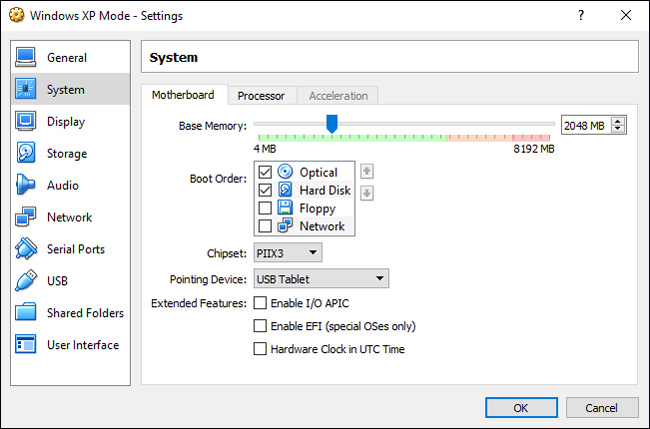 Windows XP Mode - Settings
?
General
System
Display
Storage
Audio
Network
Serial Ports
USB
Shared Folders
User Interface
System
Motherboard Processor Acceleration
Base Memory: 2048 MB
4 MB 8192 MB
Boot Order: Optical
Hard Disk
Floppy
Network
Chipset: PIIX3
Pointing Device: USB Tablet
Extended Features: Enable I/O APIC
Enable EFI (special OSes only)
Hardware Clock in UTC Time
OK Cancel